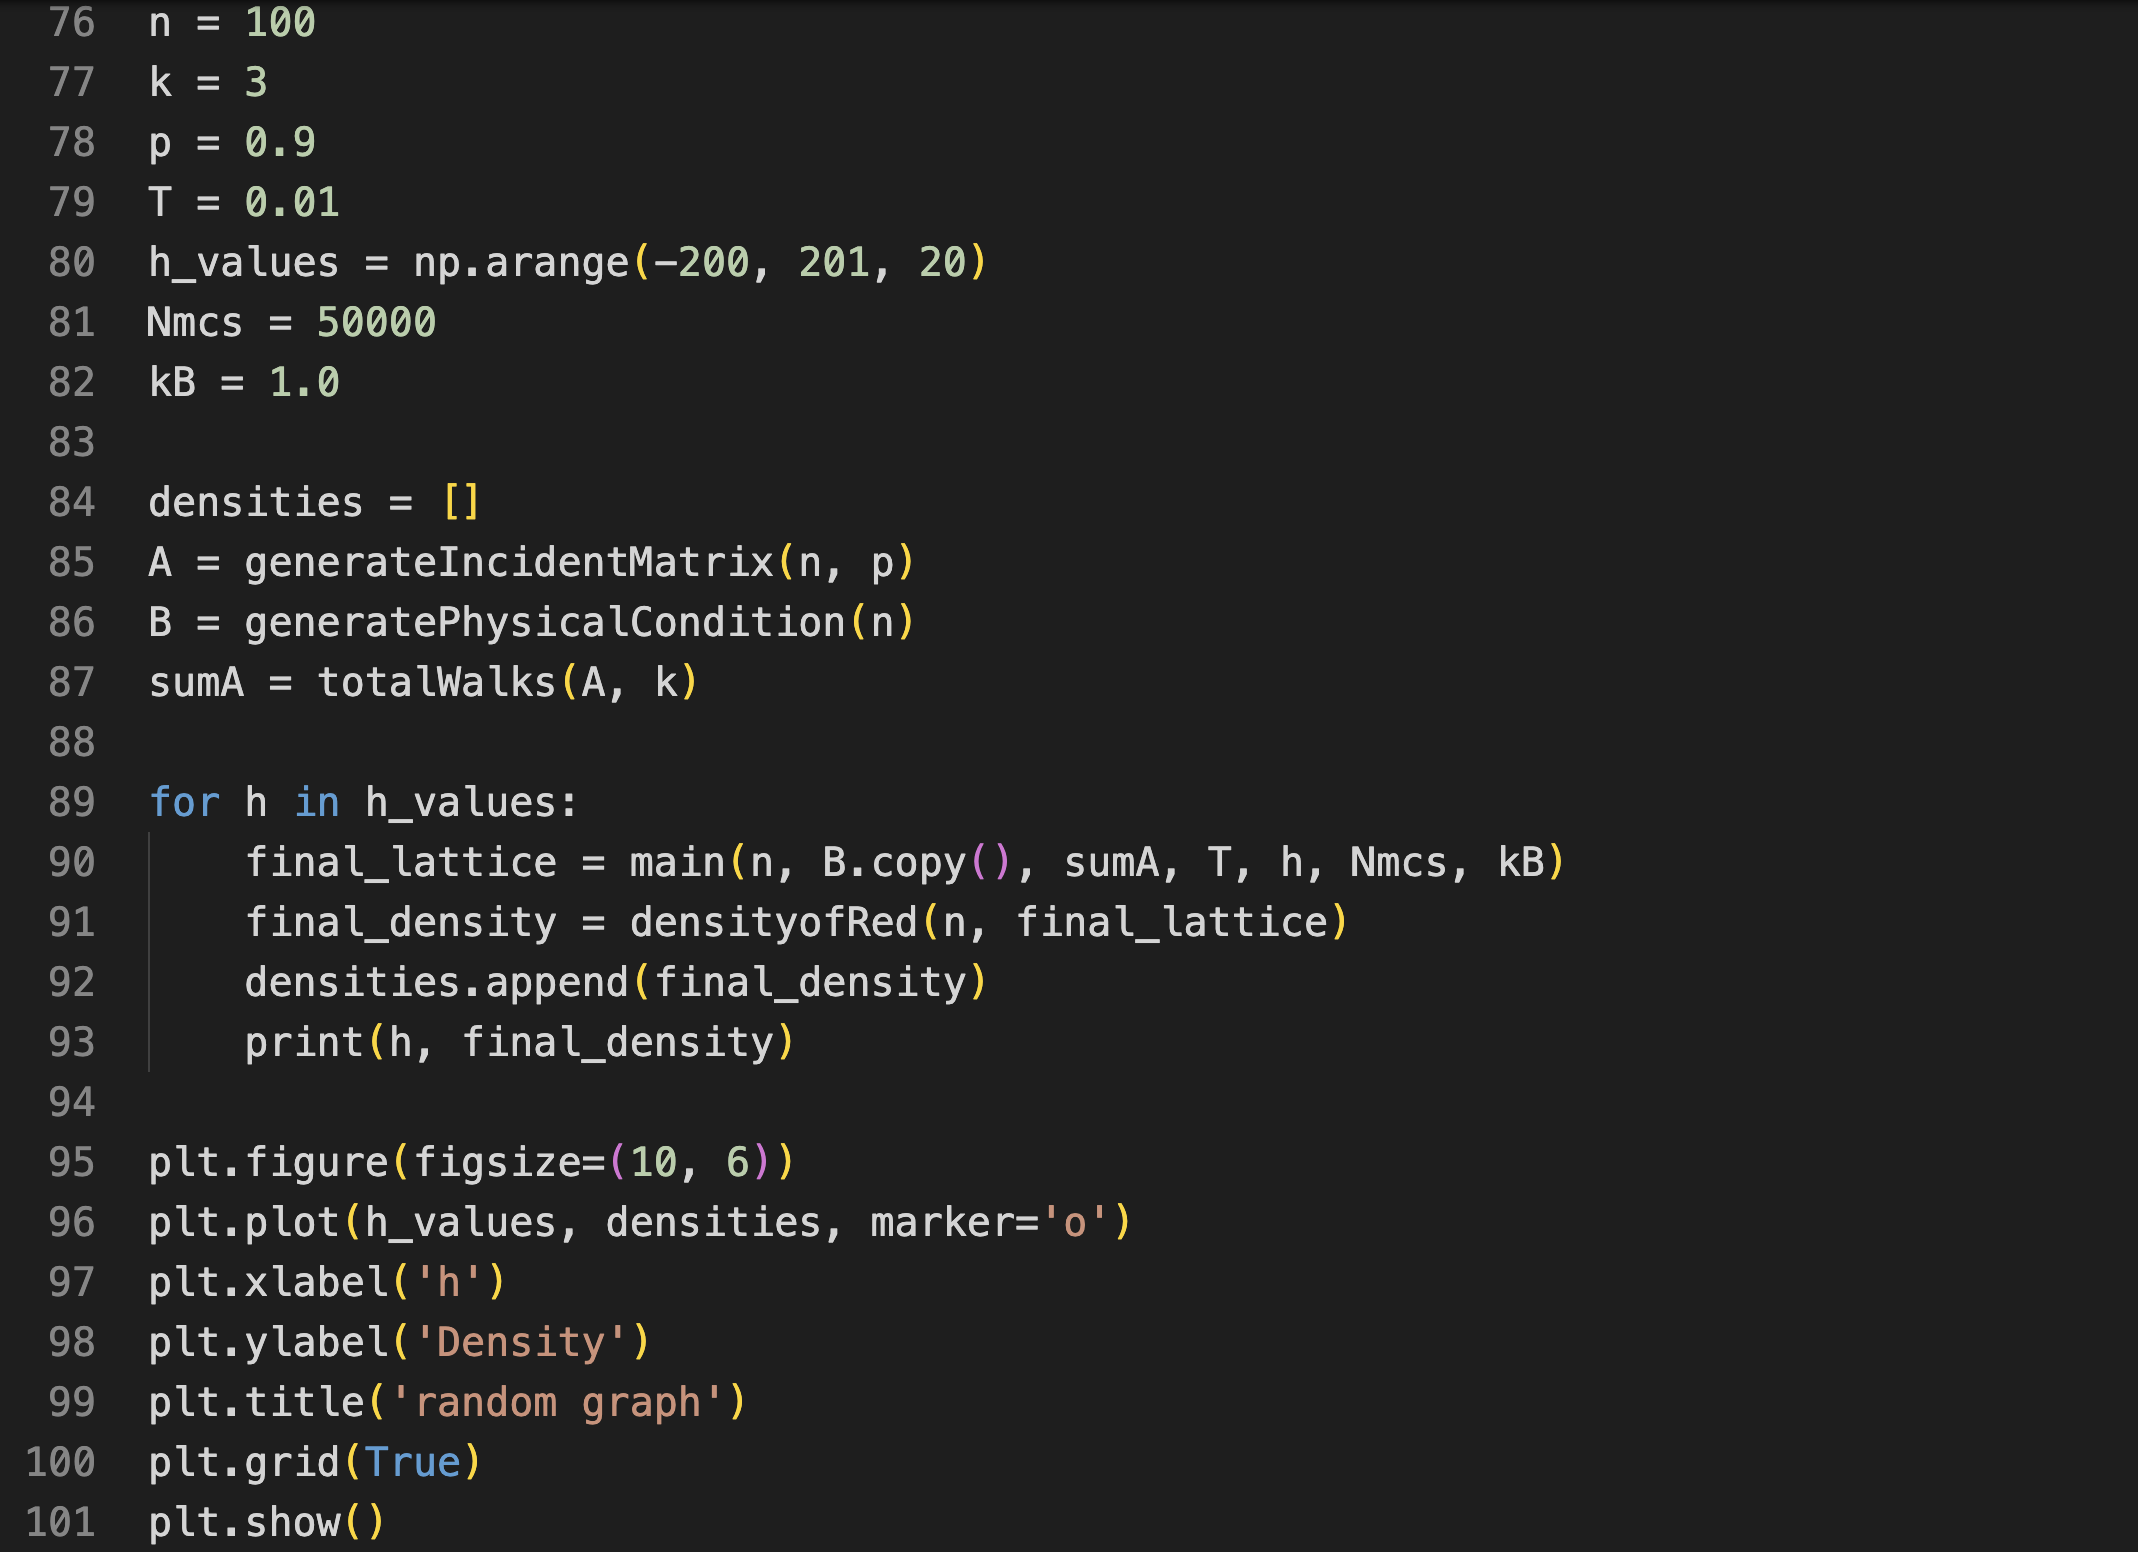 76 n = 100
77 k = 3
78 p = 0.9
79 T = 0.01
80 h_values = np.arange(-200, 201, 20)
81 Nmcs = 50000
82 kB = 1.0
83
84 densities = []
85 A = generateIncidentMatrix(n, p)
86 B = generatePhysicalCondition(n)
87 sumA = totalWalks(A, k)
88
89 for h in h_values:
90     final_lattice = main(n, B.copy(), sumA, T, h, Nmcs, kB)
91     final_density = densityofRed(n, final_lattice)
92     densities.append(final_density)
93     print(h, final_density)
94
95 plt.figure(figsize=(10, 6))
96 plt.plot(h_values, densities, marker='o')
97 plt.xlabel('h')
98 plt.ylabel('Density')
99 plt.title('random graph')
100 plt.grid(True)
101 plt.show()